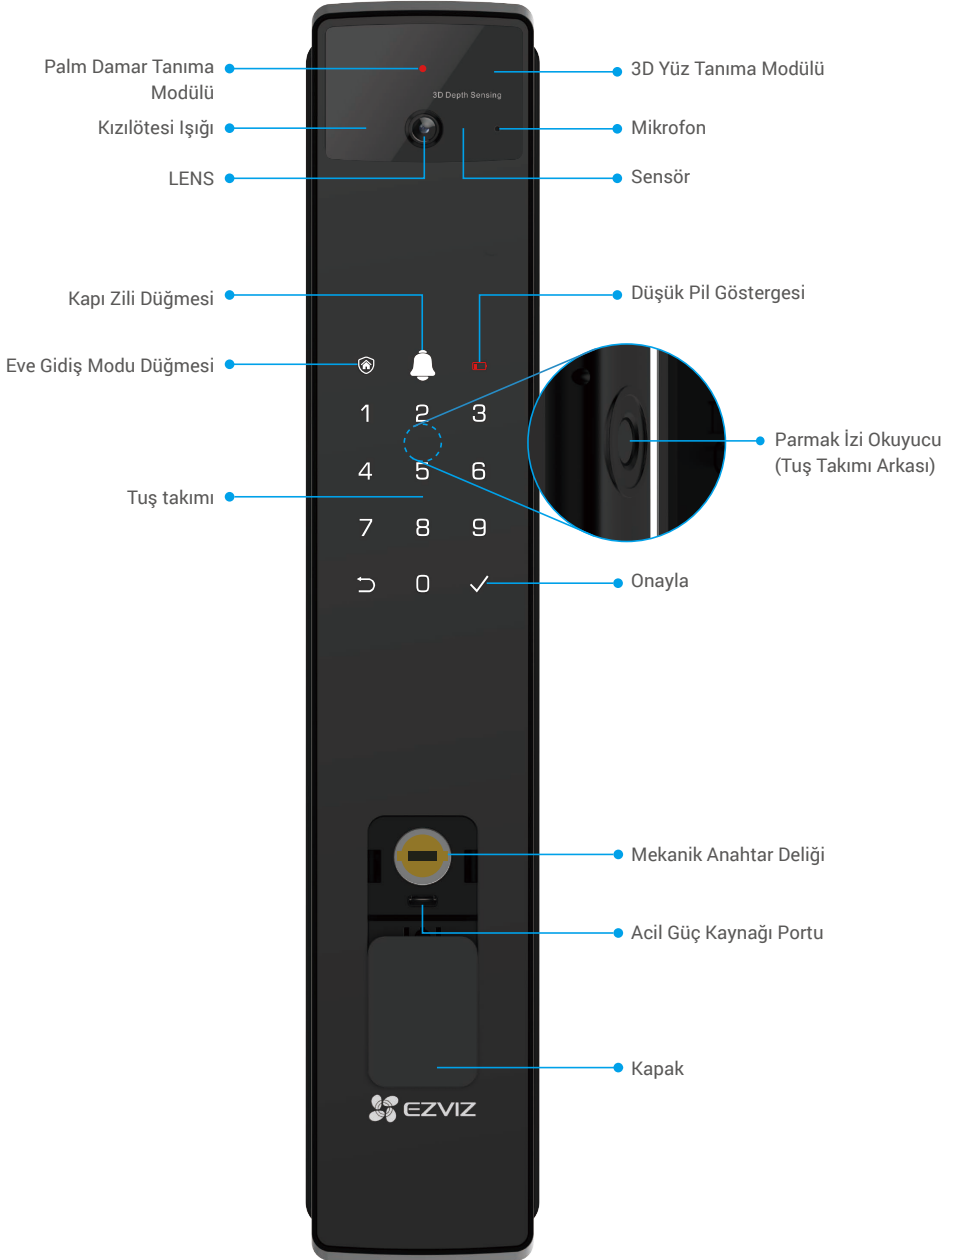 Palm Damar Tanıma
Modülü
3D Yüz Tanıma Modülü
3D Depth Sensing
Kızılötesi Işığı
Mikrofon
LENS
Sensör
Kapı Zili Düğmesi
Düşük Pil Göstergesi
Eve Gidiş Modu Düğmesi
1 2 3
Parmak İzi Okuyucu
(Tuş Takımı Arkası)
4 5 6
Tuş takımı
7 8 9
0
Onayla
Mekanik Anahtar Deliği
Acil Güç Kaynağı Portu
Kapak
EZVIZ